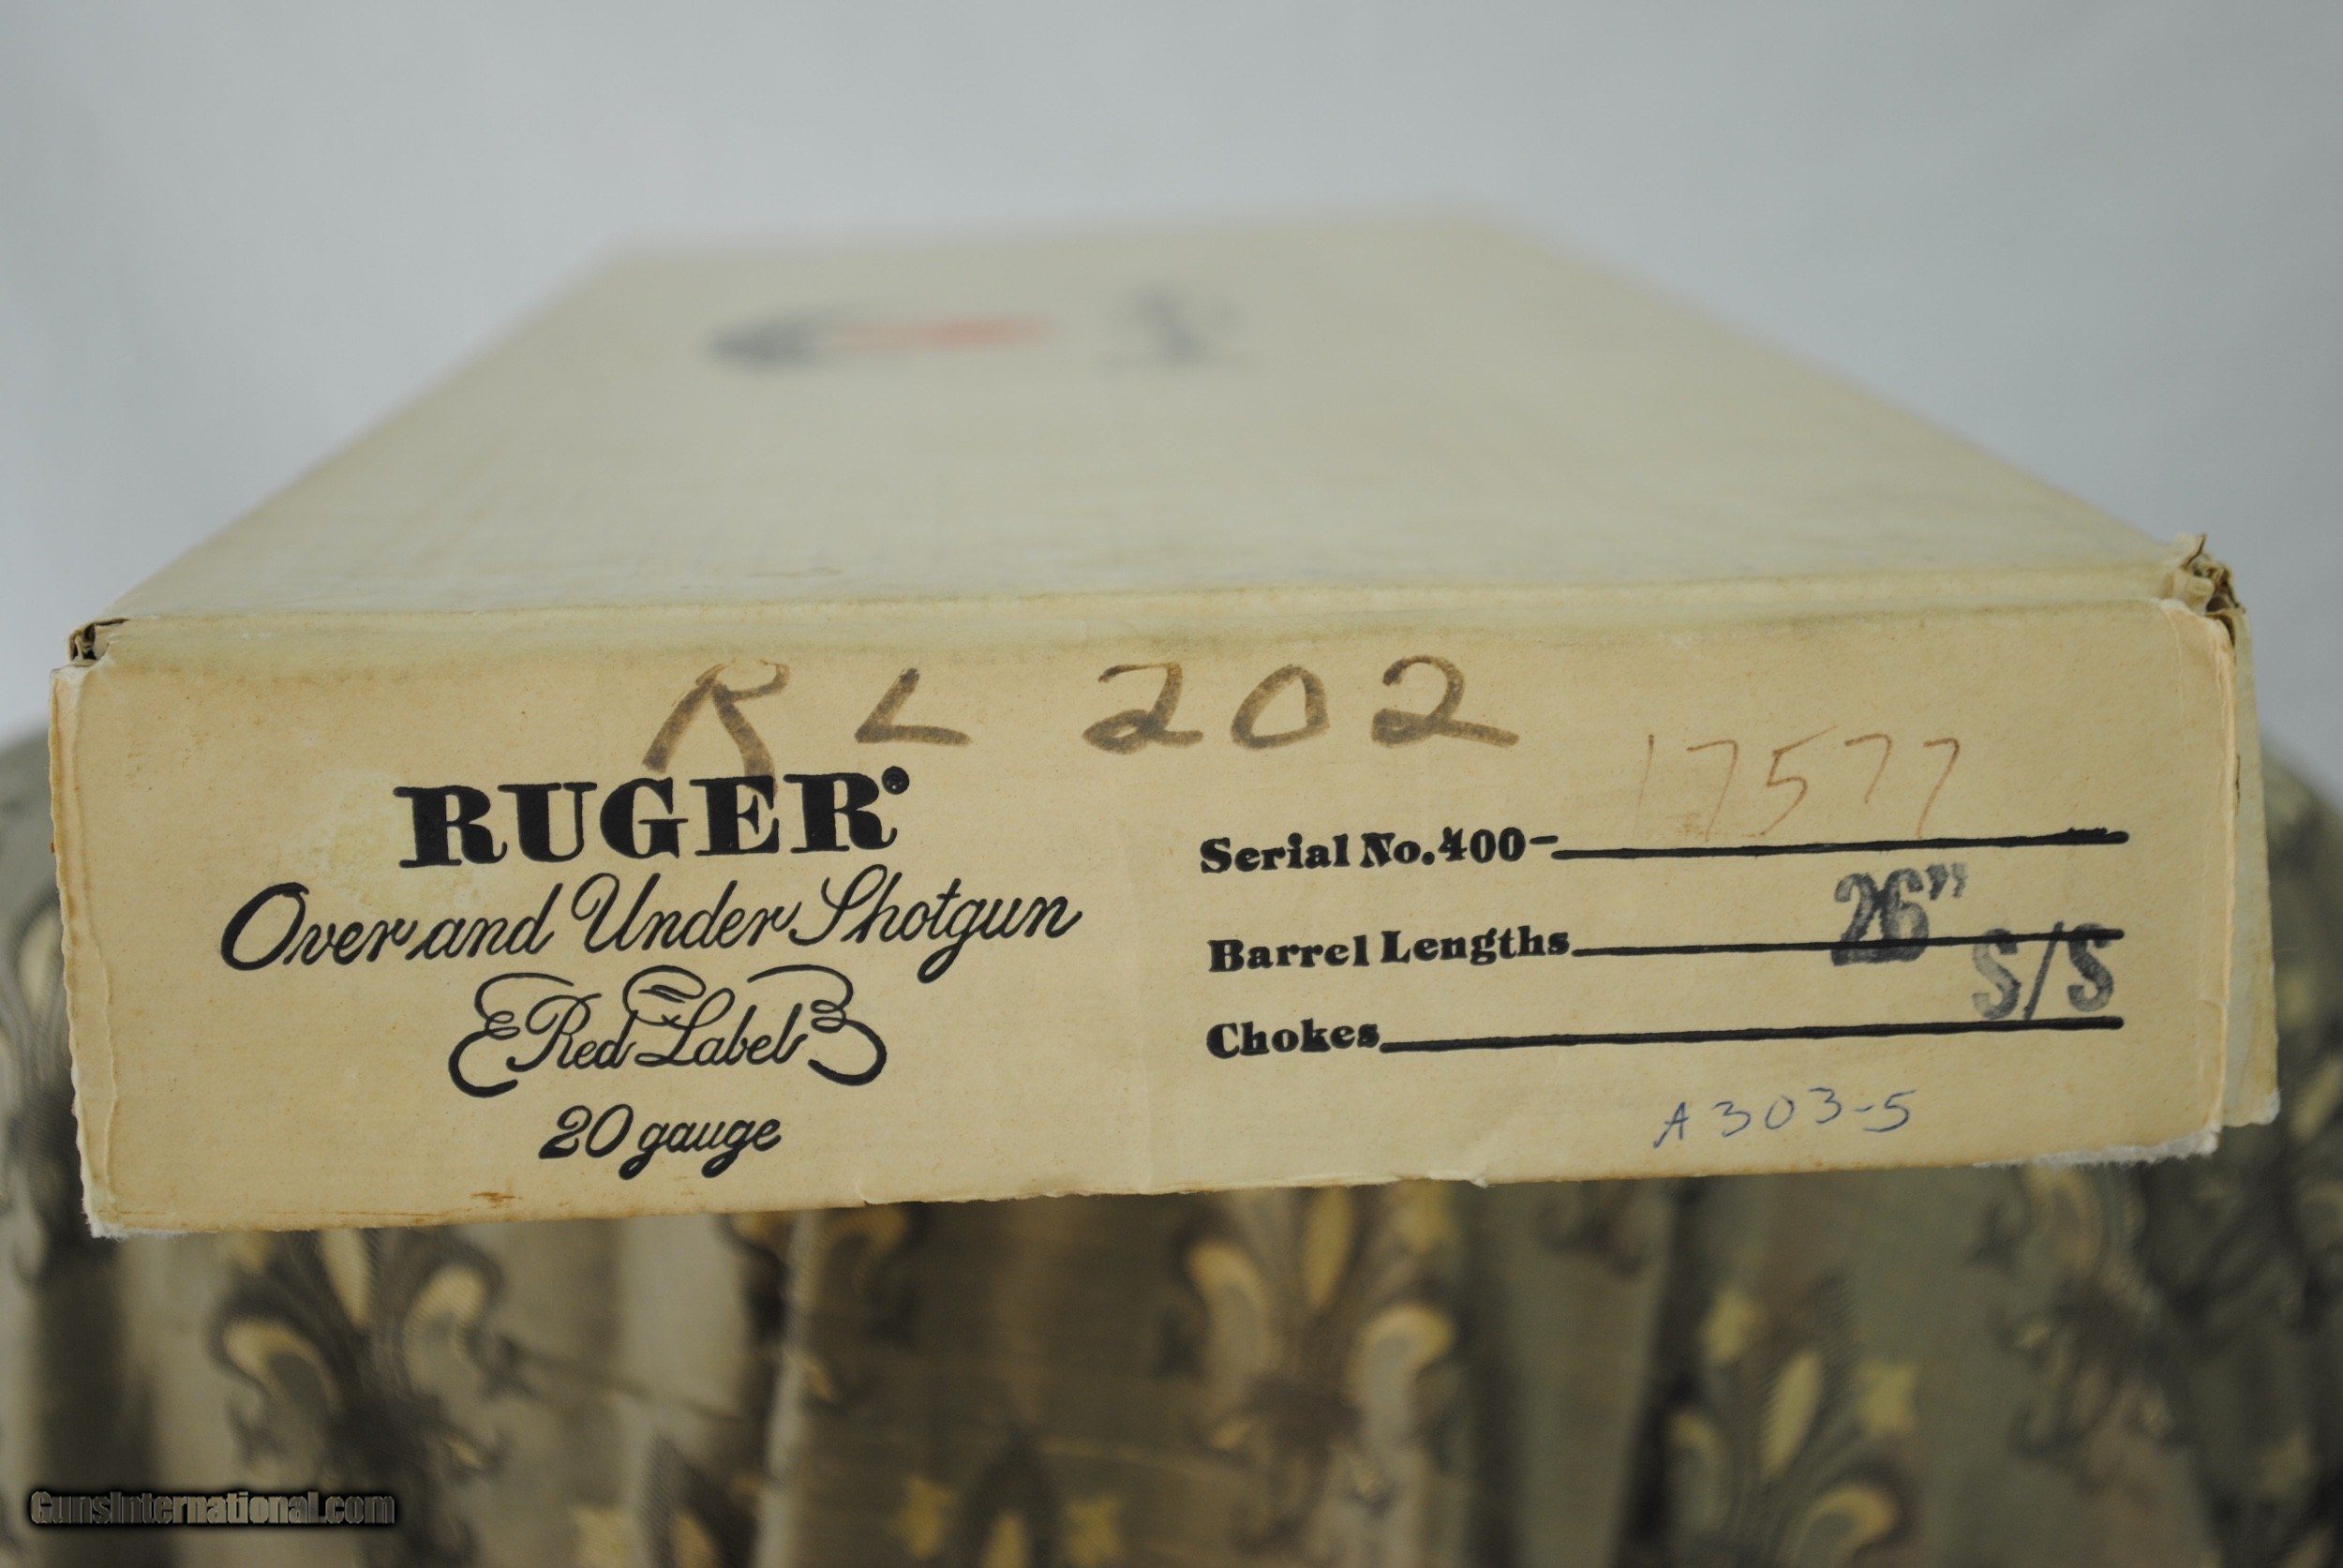 RL 202
RUGER®
Over and Under Shotgun
Red Label
20 gauge
Serial No. 400- 17577
Barrel Lengths 26"
Chokes S/S
A303-5
GunsInternational.com